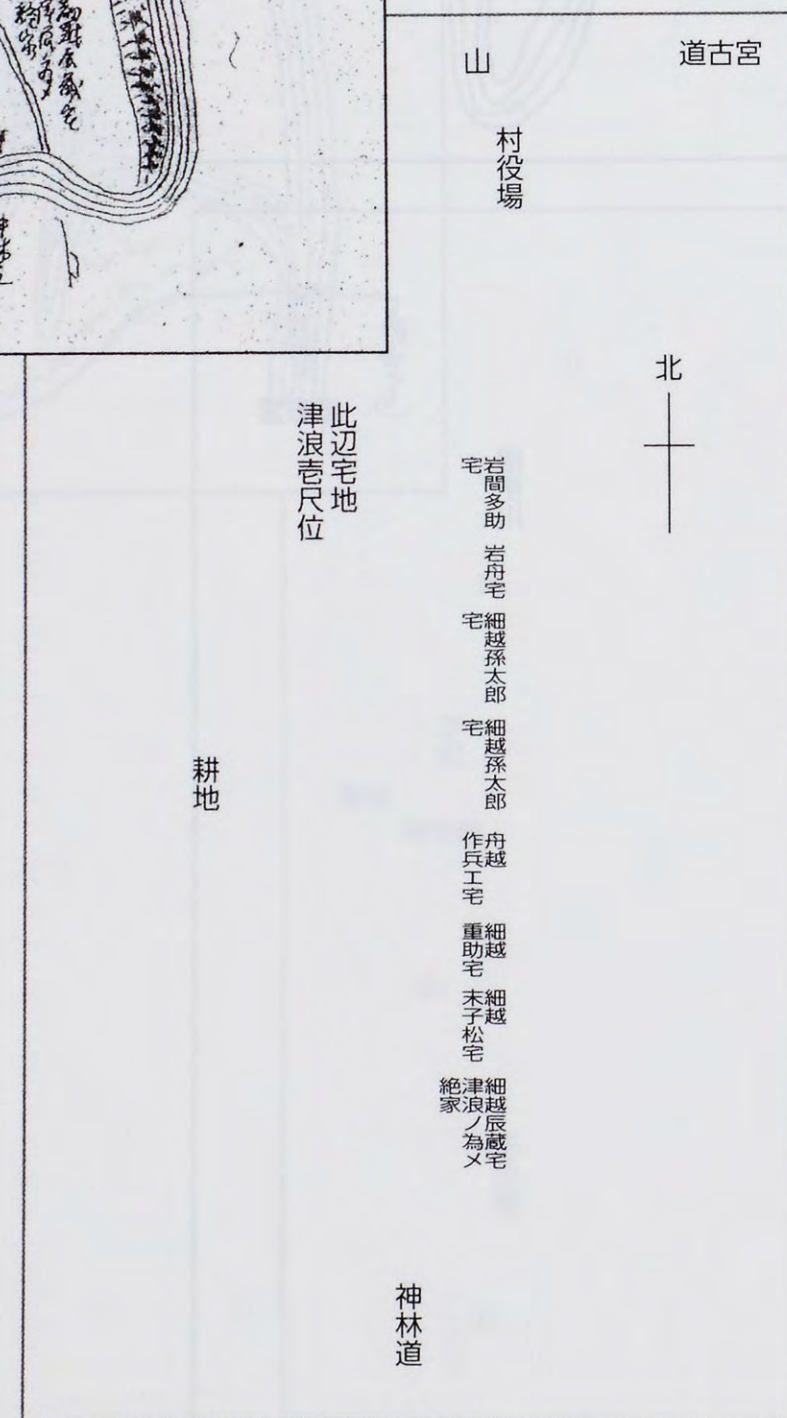 道古宮
山
村役場
北
岩間多助
宅
岩舟宅
細越孫太郎
宅
細越孫太郎
宅
舟越
作兵工宅
細越
重助宅
細越
末子松宅
細越辰蔵宅
津浪ノ為メ
絶家
此辺宅地
津浪壱尺位
耕地
神林道